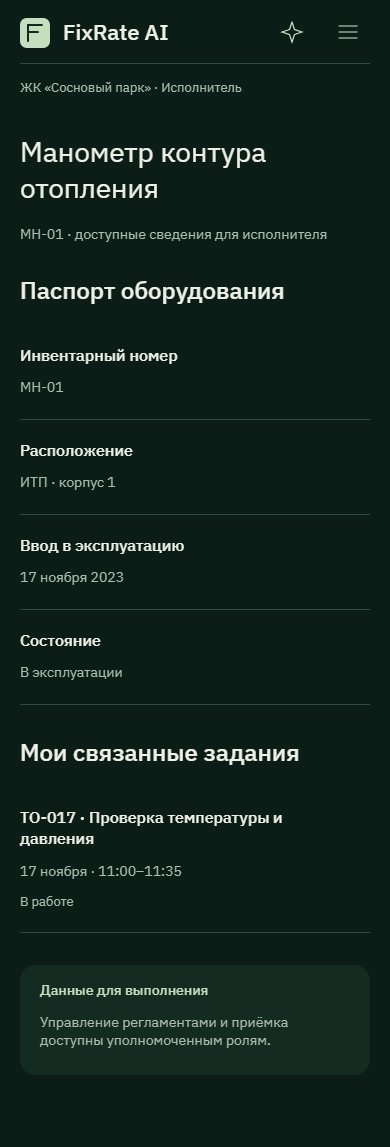 FixRate AI
ЖК «Сосновый парк» · Исполнитель
Манометр контура
отопления
МН-01 · доступные сведения для исполнителя
Паспорт оборудования
Инвентарный номер
МН-01
Расположение
ИТП · корпус 1
Ввод в эксплуатацию
17 ноября 2023
Состояние
В эксплуатации
Мои связанные задания
ТО-017 · Проверка температуры и
давления
17 ноября · 11:00–11:35
В работе
Данные для выполнения
Управление регламентами и приёмка
доступны уполномоченным ролям.